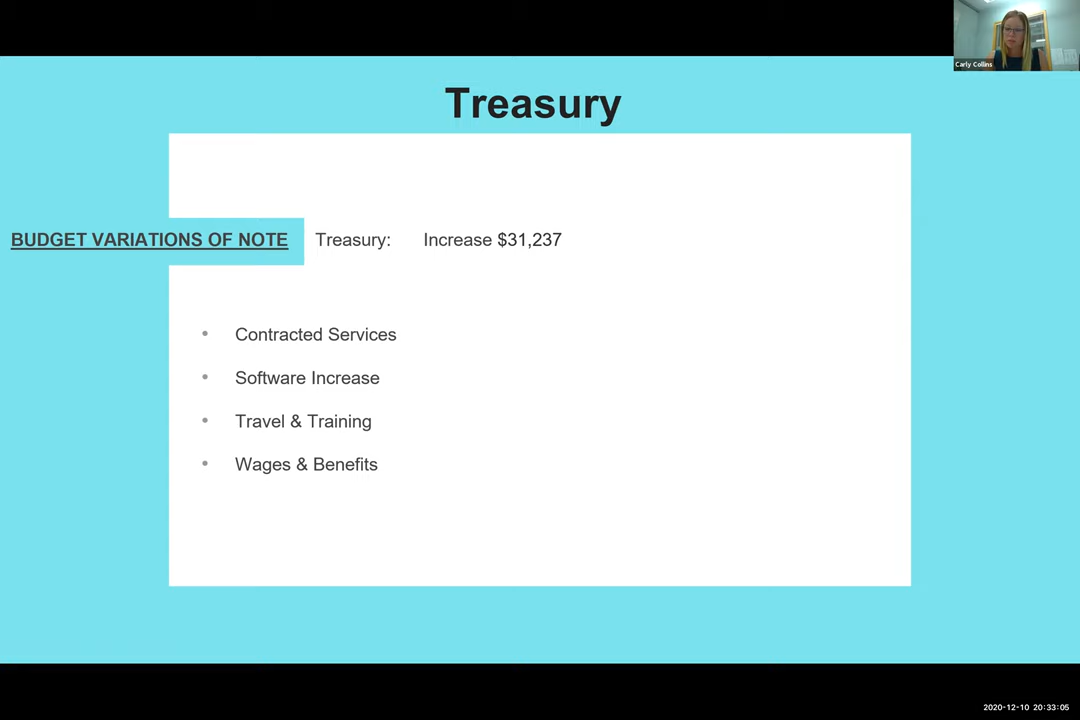 Carly Collins
Treasury
BUDGET VARIATIONS OF NOTE Treasury: Increase $31,237
• Contracted Services
• Software Increase
• Travel & Training
• Wages & Benefits
2020-12-10 20:33:05